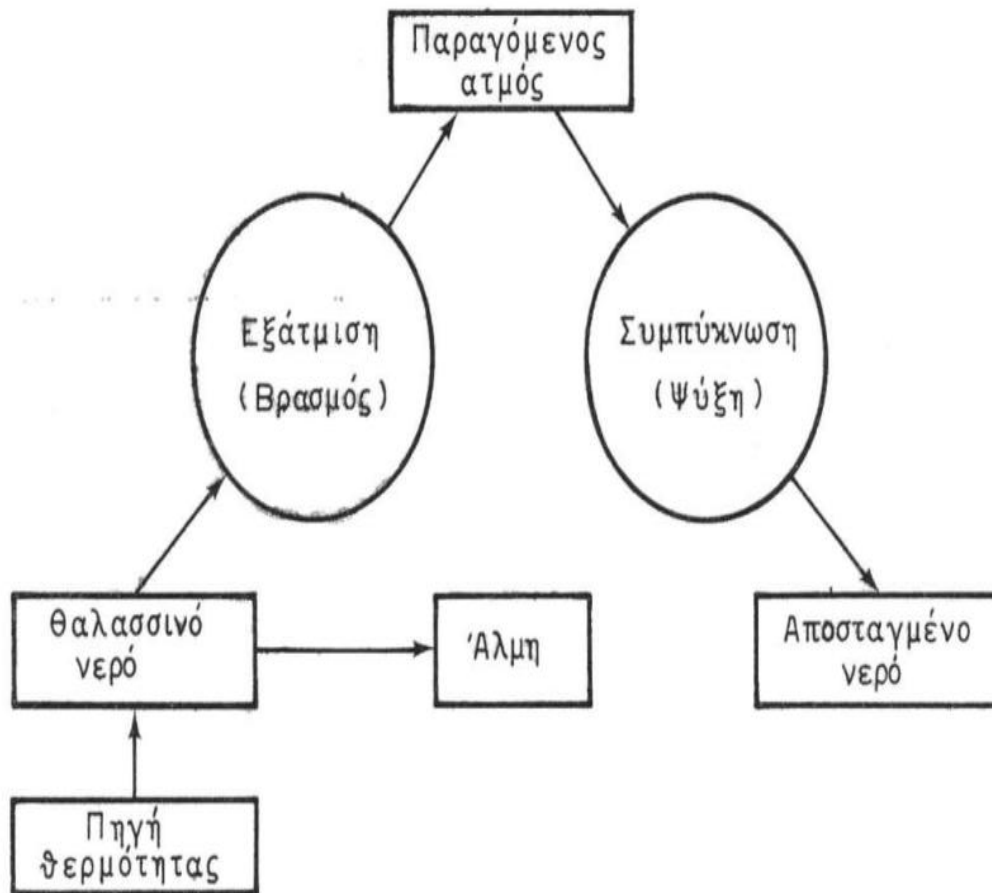 Παραγόμενος
ατμός
Εξάτμιση
(Βρασμός)
Συμπύκνωση
(Ψύξη)
Θαλασσινό
νερό
Άλμη
Αποσταγμένο
νερό
Πηγή
θερμότητας